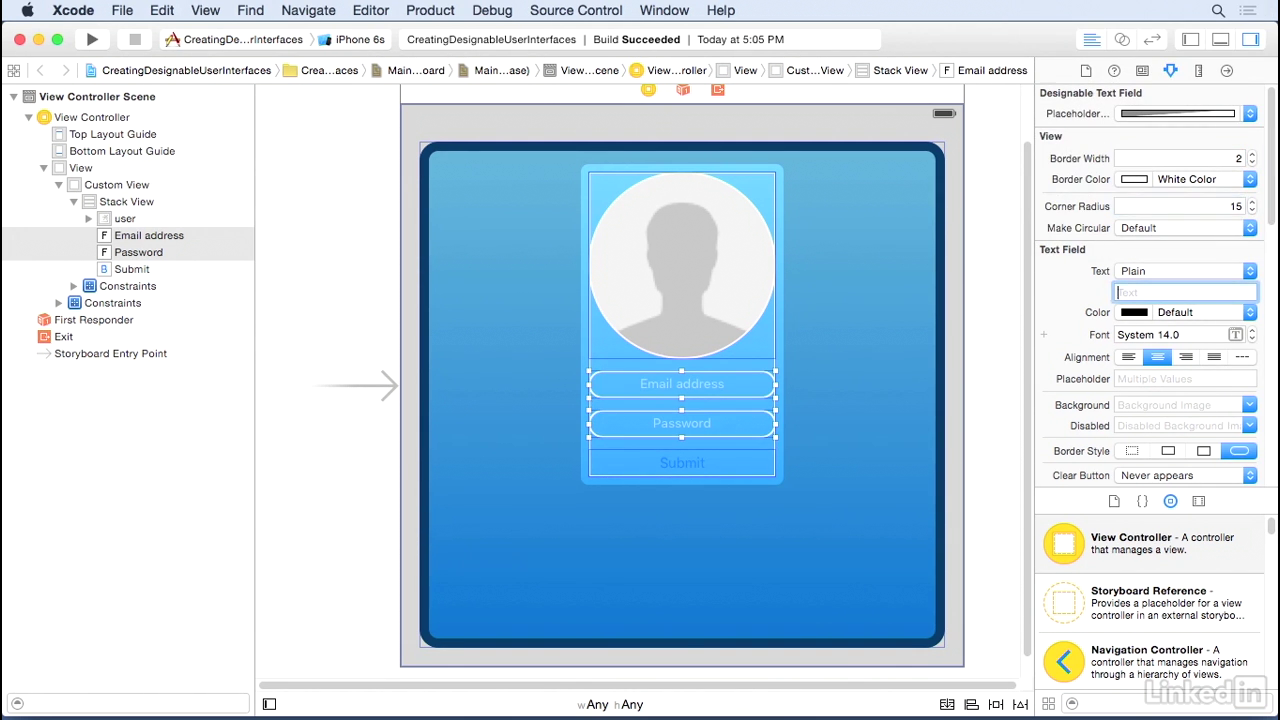 Xcode File Edit View Find Navigate Editor Product Debug Source Control Window Help
CreatingDe...rInterfaces iPhone 6s CreatingDesignableUserInterfaces Build Succeeded Today at 5:05 PM
CreatingDesignableUserInterfaces Crea...aces Main...oard Main...ase) View...cene View...roller View Cust...View Stack View F Email address
View Controller Scene
View Controller
Top Layout Guide
Bottom Layout Guide
View
Custom View
Stack View
user
F Email address
F Password
B Submit
Constraints
Constraints
First Responder
Exit
Storyboard Entry Point
Email address
Password
Submit
wAny hAny
Designable Text Field
Placeholder...
View
Border Width 2
Border Color White Color
Corner Radius 15
Make Circular Default
Text Field
Text Plain
Text
Color Default
Font System 14.0 T
Alignment
Placeholder Multiple Values
Background Background Image
Disabled Disabled Background Im
Border Style
Clear Button Never appears
{ }
View Controller - A controller
that manages a view.
Storyboard Reference -
Provides a placeholder for a view
controller in an external storybo...
Navigation Controller - A
controller that manages navigation
through a hierarchy of views.
Linked in